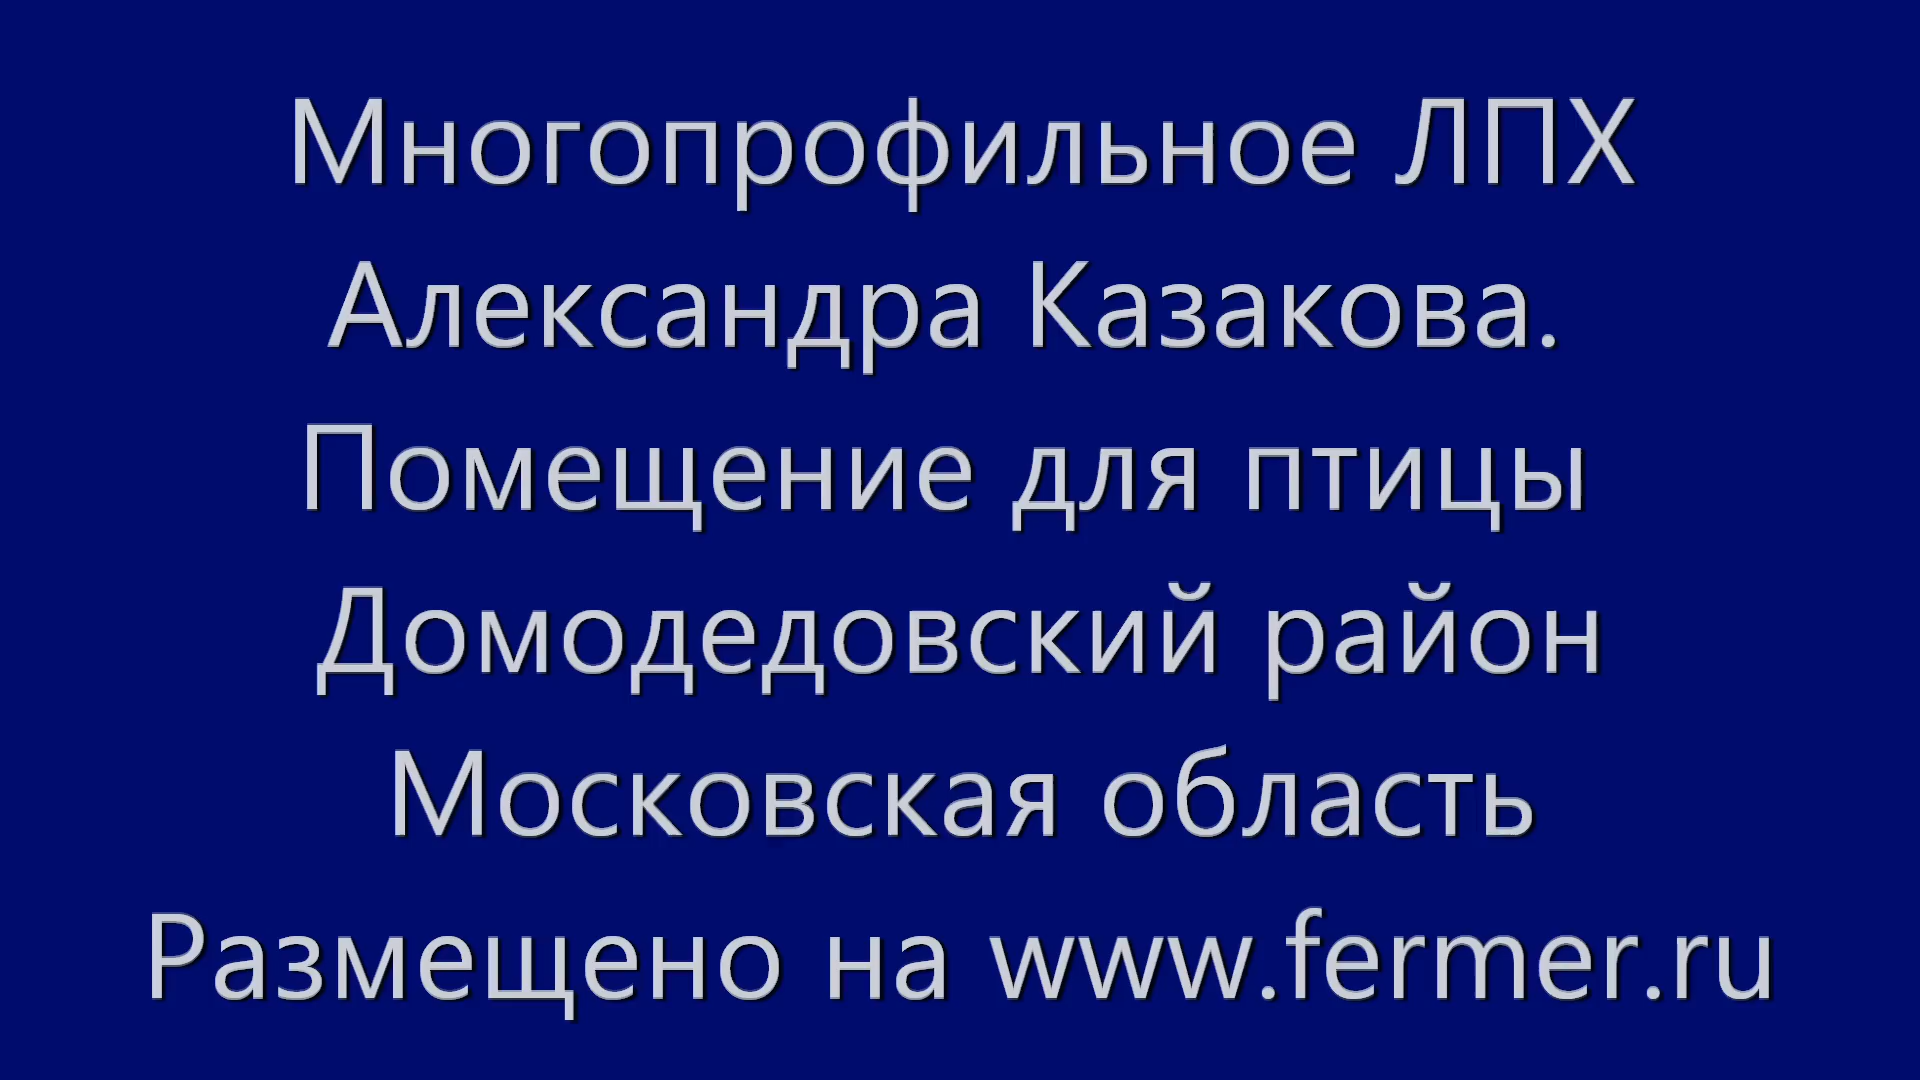 Многопрофильное ЛПХ
Александра Казакова.
Помещение для птицы
Домодедовский район
Московская область
Размещено на www.fermer.ru